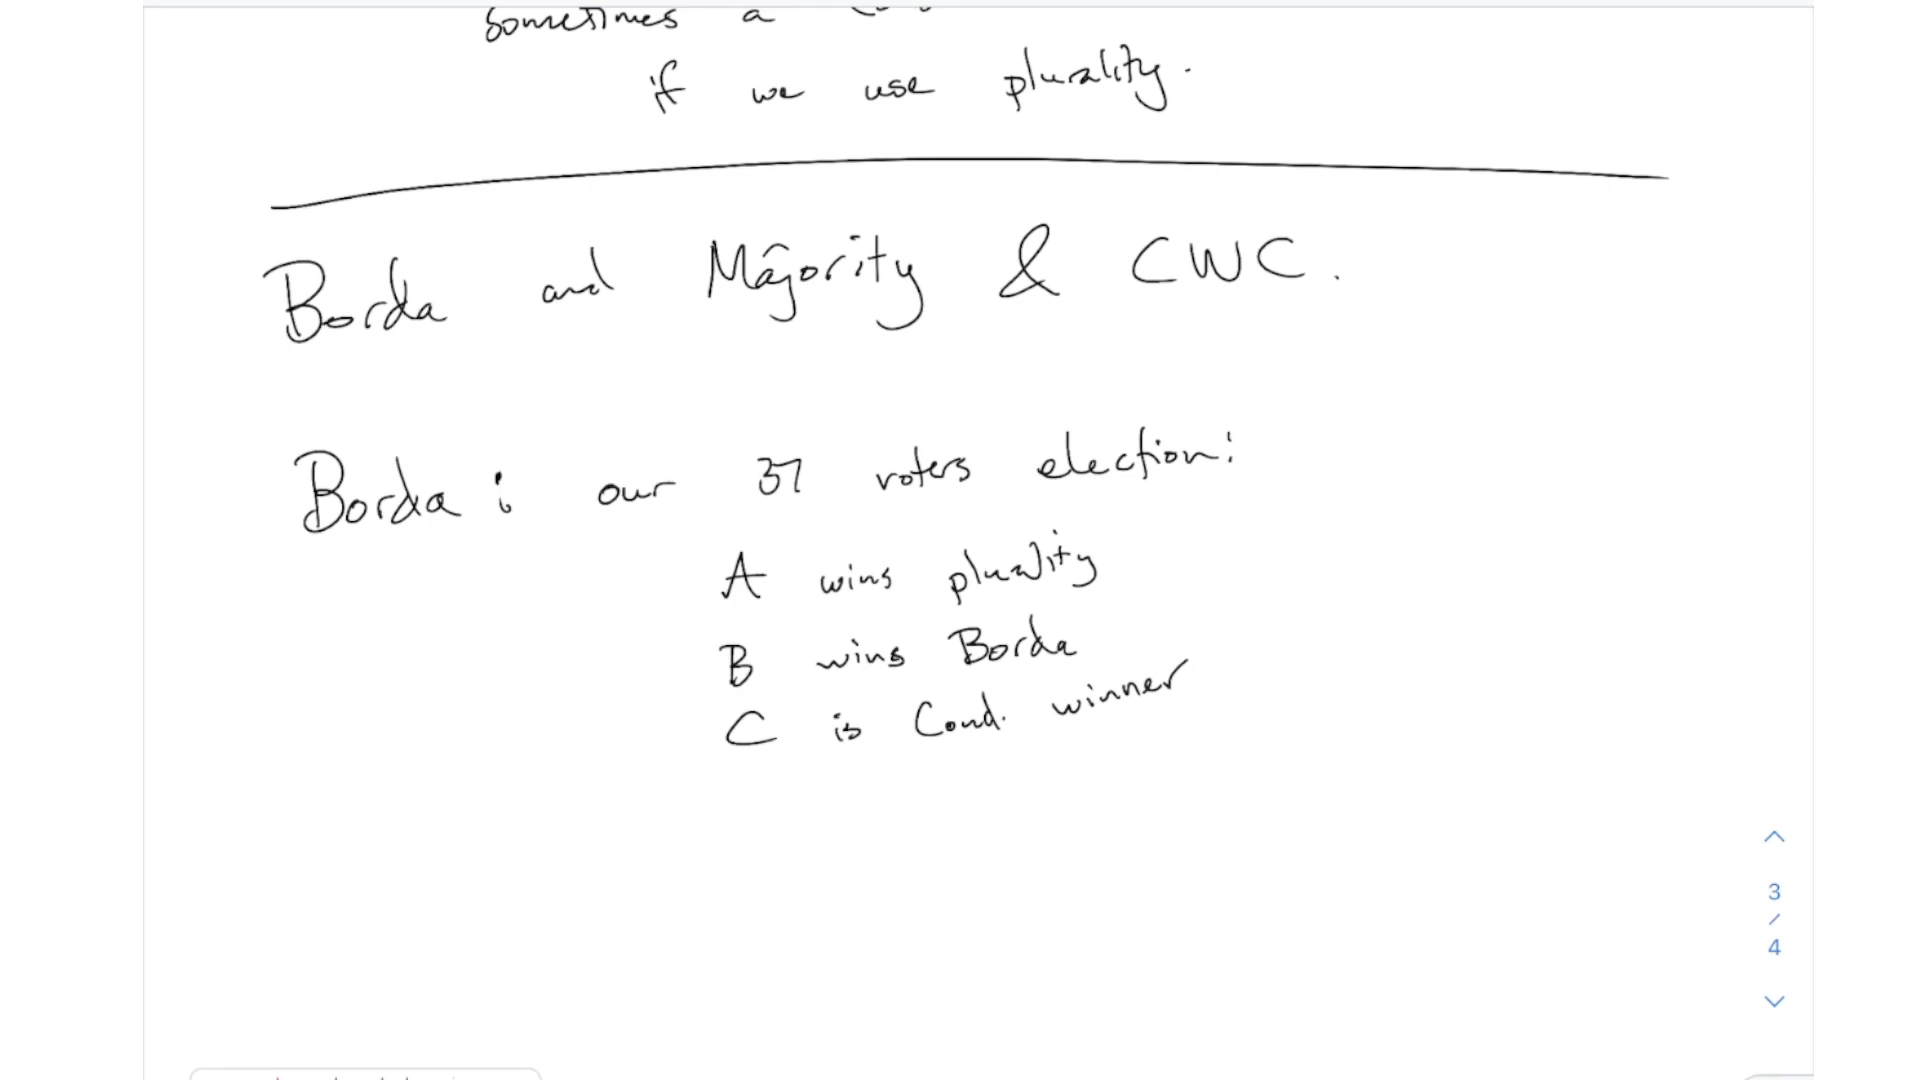 sometimes a
if we use plurality.
Borda and Majority & CWC.
Borda: our 37 voters election:
A wins plurality
B wins Borda
C is Cond. winner
3
/
4